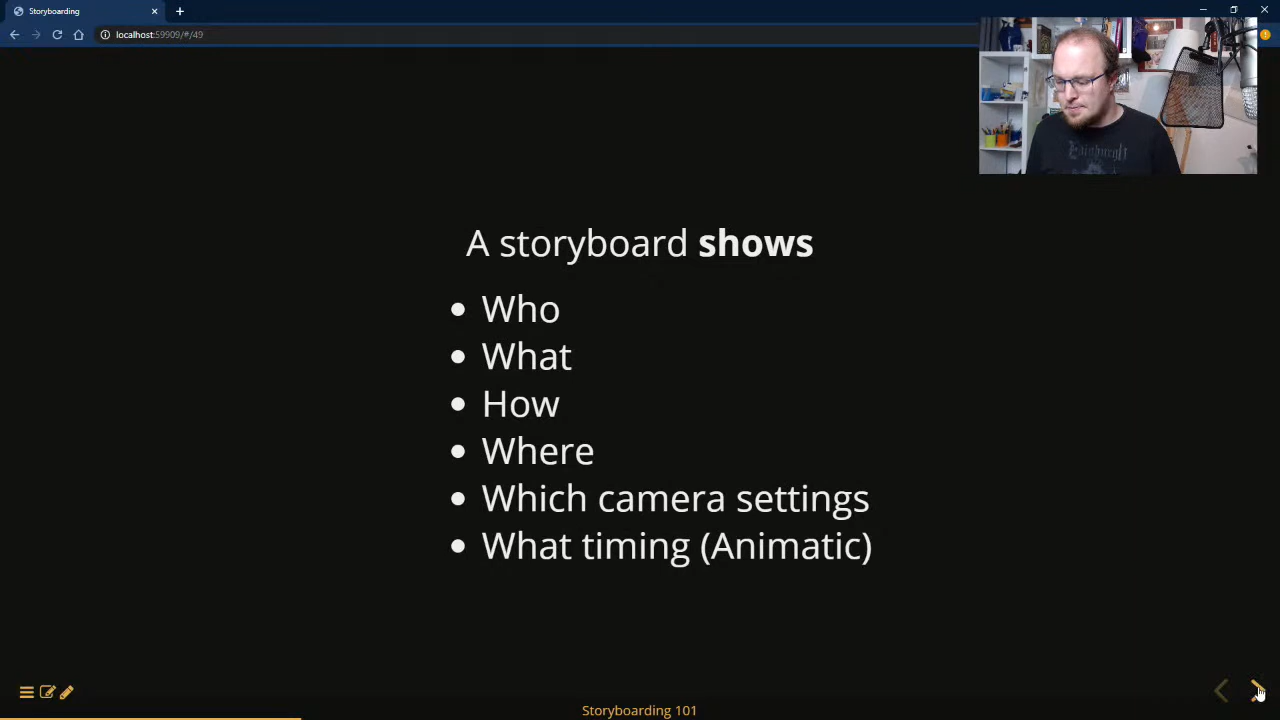 Storyboarding
localhost:59909/#/49
A storyboard shows
Who
What
How
Where
Which camera settings
What timing (Animatic)
Storyboarding 101